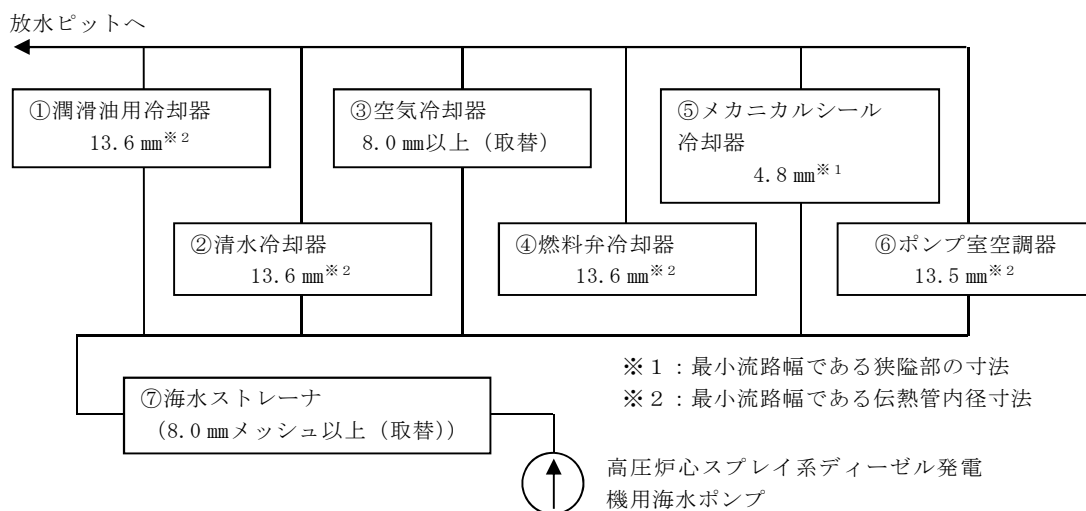 放水ピットへ
①潤滑油用冷却器
13.6 ㎜※2
③空気冷却器
8.0 ㎜以上(取替)
⑤メカニカルシール
冷却器
4.8 ㎜※1
②清水冷却器
13.6 ㎜※2
④燃料弁冷却器
13.6 ㎜※2
⑥ポンプ室空調器
13.5 ㎜※2
※1:最小流路幅である狭隘部の寸法
※2:最小流路幅である伝熱管内径寸法
⑦海水ストレーナ
(8.0 ㎜メッシュ以上(取替))
高圧炉心スプレイ系ディーゼル発電
機用海水ポンプ